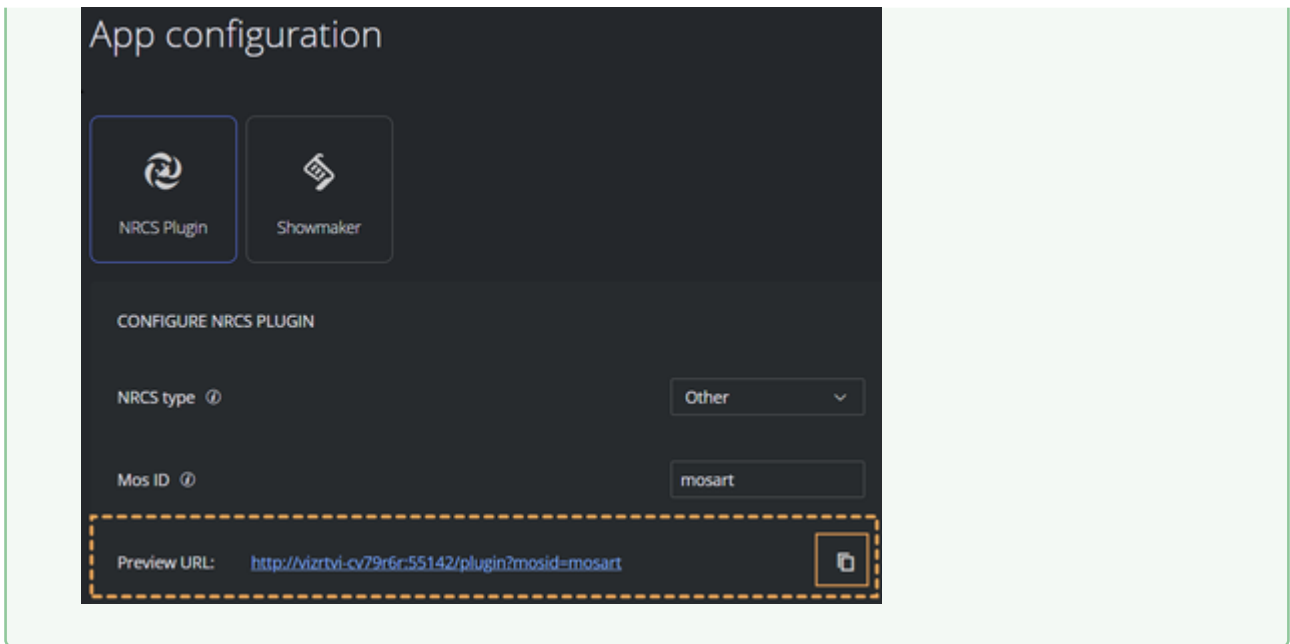 App configuration
NRCS Plugin
Showmaker
CONFIGURE NRCS PLUGIN
NRCS type
Other
Mos ID
mosart
Preview URL: http://vizrtvi-cv79r6r:55142/plugin?mosid=mosart